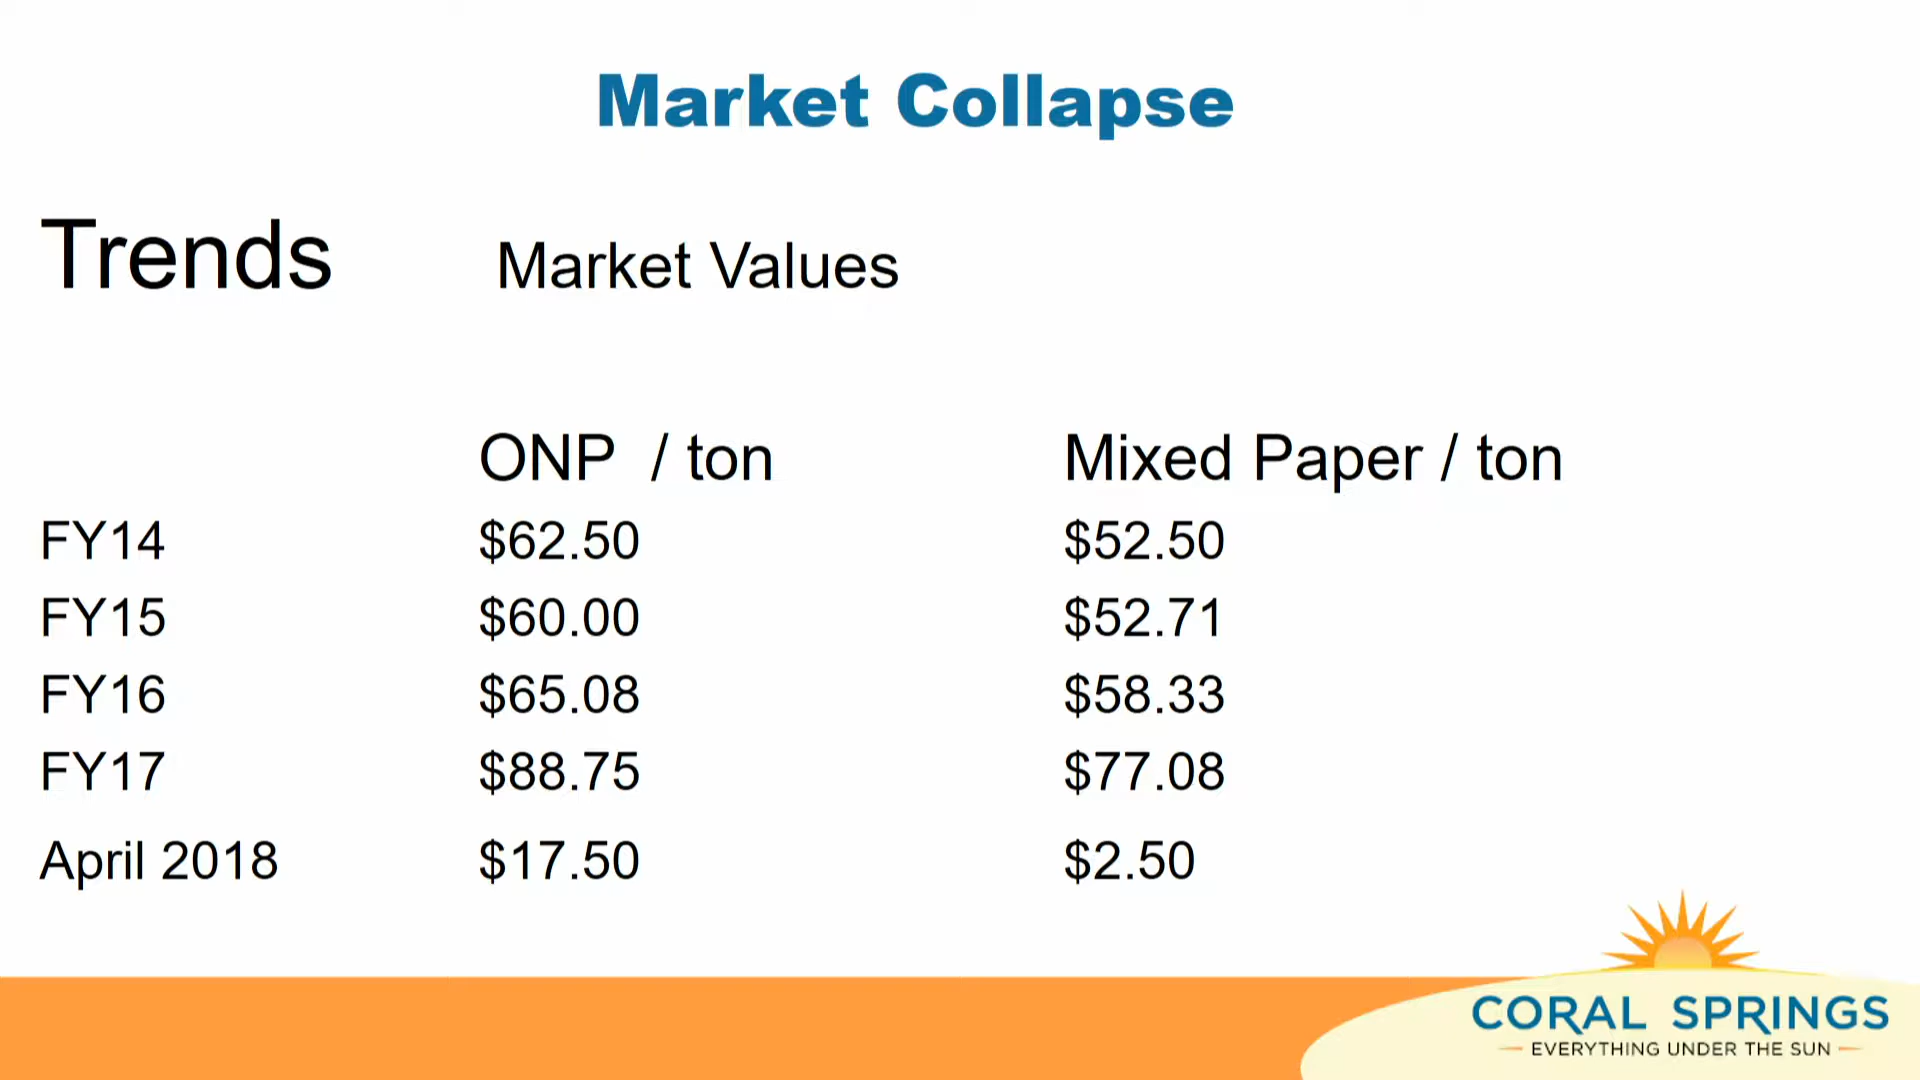 Market Collapse
Trends Market Values
ONP / ton Mixed Paper / ton
FY14 $62.50 $52.50
FY15 $60.00 $52.71
FY16 $65.08 $58.33
FY17 $88.75 $77.08
April 2018 $17.50 $2.50
CORAL SPRINGS
EVERYTHING UNDER THE SUN